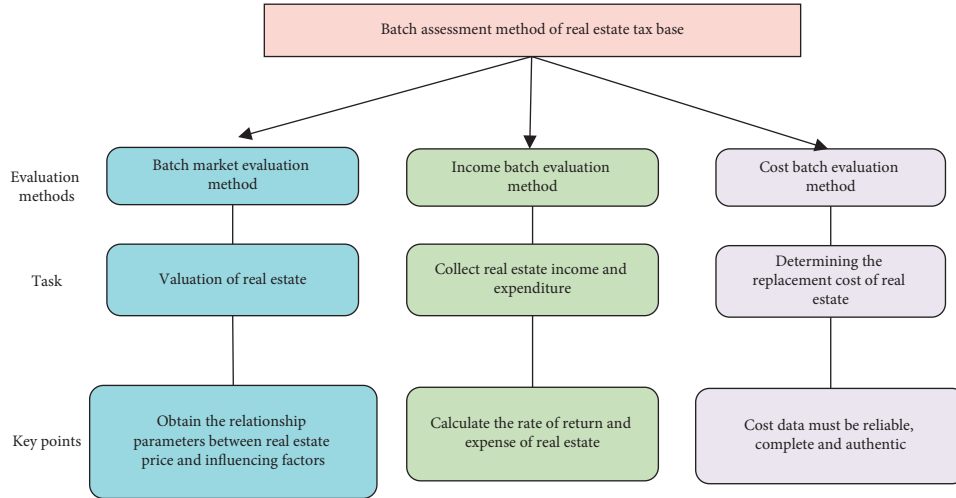 Batch assessment method of real estate tax base
Evaluation
methods
Batch market evaluation
method
Income batch evaluation
method
Cost batch evaluation
method
Task
Valuation of real estate
Collect real estate income and
expenditure
Determining the
replacement cost of real
estate
Key points
Obtain the relationship
parameters between real estate
price and influencing factors
Calculate the rate of return and
expense of real estate
Cost data must be reliable,
complete and authentic